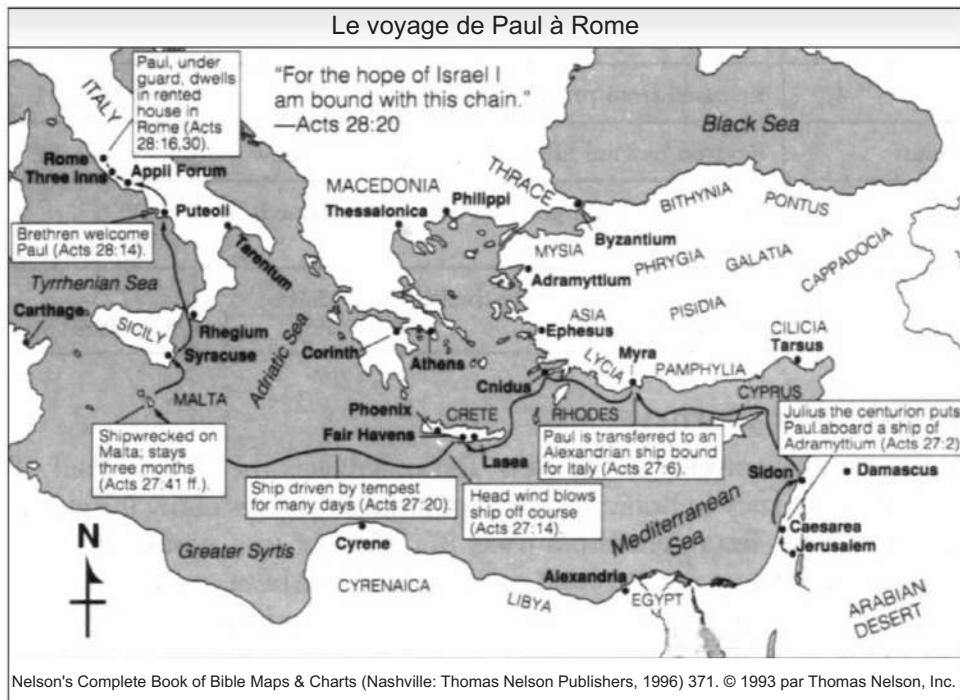 Le voyage de Paul à Rome
Paul, under
guard, dwells
in rented
house in
Rome (Acts
28:16,30).
"For the hope of Israel I
am bound with this chain."
—Acts 28:20
Black Sea
ITALY
Rome
Three Inns
Appii Forum
Puteoli
Brethren welcome
Paul (Acts 28:14).
Tarentum
Tyrrhenian Sea
Carthage
SICILY
Rhegium
Syracuse
MALTA
Adriatic Sea
MACEDONIA
Thessalonica
Philippi
THRACE
Byzantium
BITHYNIA
PONTUS
MYSIA
PHRYGIA
GALATIA
CAPPADOCIA
Adramyttium
ASIA
PISIDIA
Ephesus
CILICIA
Tarsus
Corinth
Athens
LYCIA
Myra
PAMPHYLIA
Cnidus
RHODES
CYPRUS
Phoenix
CRETE
Fair Havens
Lasea
Julius the centurion puts
Paul aboard a ship of
Adramyttium (Acts 27:2).
Shipwrecked on
Malta; stays
three months
(Acts 27:41 ff.).
Ship driven by tempest
for many days (Acts 27:20).
Head wind blows
ship off course
(Acts 27:14).
Paul is transferred to an
Alexandrian ship bound
for Italy (Acts 27:6).
Sidon
Damascus
Mediterranean
Sea
Caesarea
Jerusalem
N
Greater Syrtis
Cyrene
CYRENAICA
LIBYA
Alexandria
EGYPT
ARABIAN
DESERT
Nelson's Complete Book of Bible Maps & Charts (Nashville: Thomas Nelson Publishers, 1996) 371. © 1993 par Thomas Nelson, Inc.